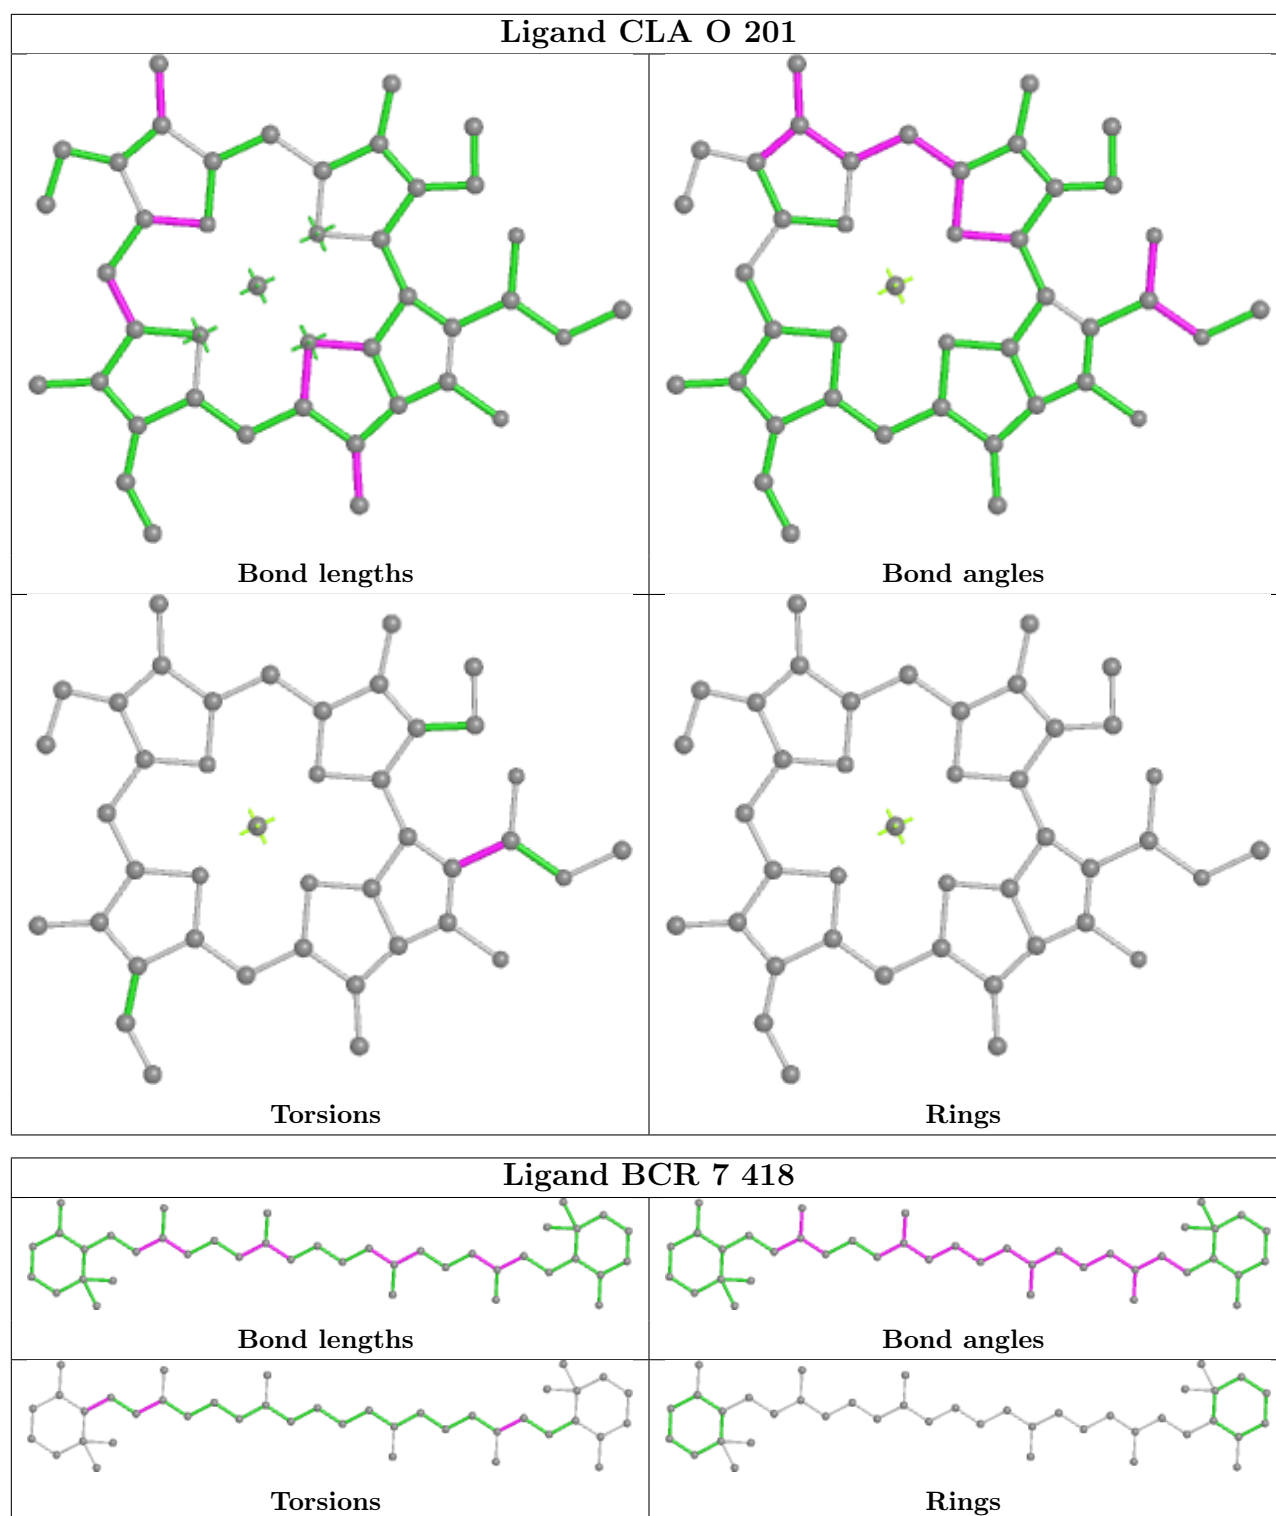 Ligand CLA O 201
Bond lengths
Bond angles
Torsions
Rings
Ligand BCR 7 418
Bond lengths
Bond angles
Torsions
Rings